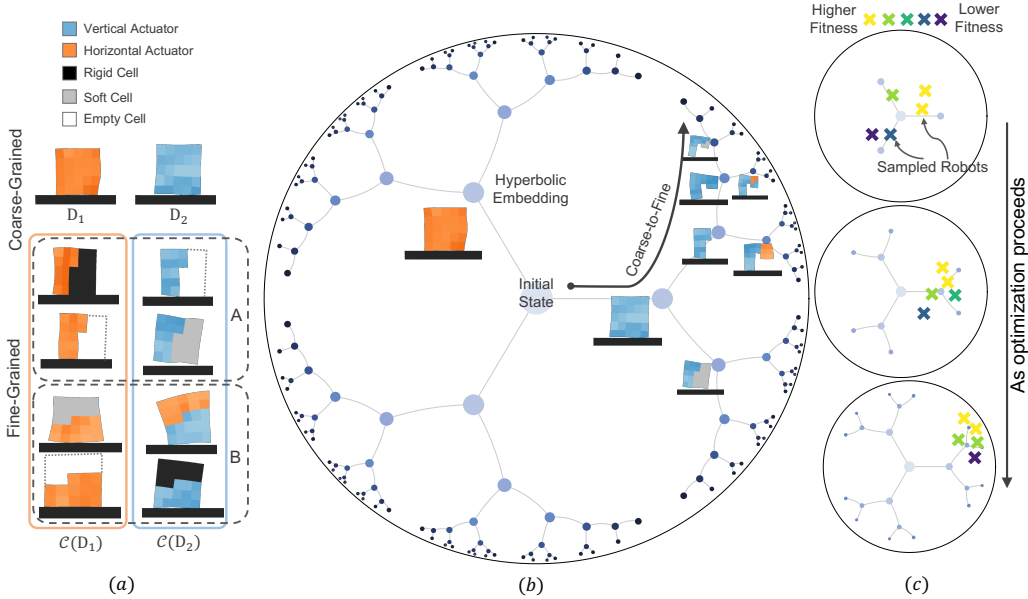 Vertical Actuator
Horizontal Actuator
Rigid Cell
Soft Cell
Empty Cell
Coarse-Grained
D₁
D₂
Fine-Grained
A
B
𝒞(D₁)
𝒞(D₂)
(a)
Hyperbolic
Embedding
Initial
State
Coarse-to-Fine
(b)
Higher
Fitness
Lower
Fitness
Sampled Robots
As optimization proceeds
(c)